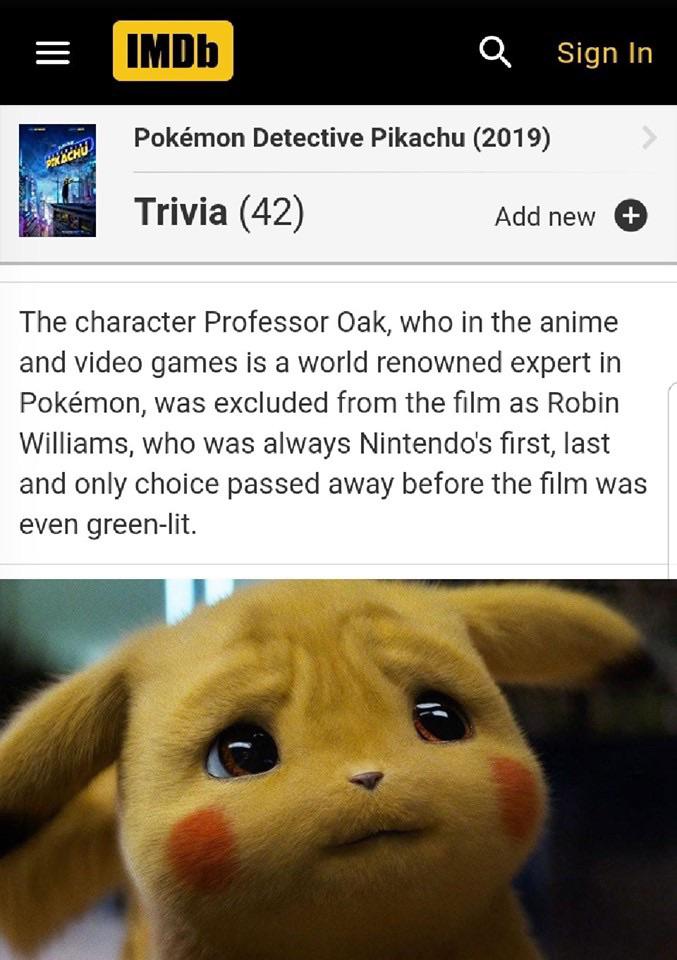 IMDb
Sign In
PIKACHU
Pokémon Detective Pikachu (2019)
Trivia (42)
Add new
The character Professor Oak, who in the anime
and video games is a world renowned expert in
Pokémon, was excluded from the film as Robin
Williams, who was always Nintendo's first, last
and only choice passed away before the film was
even green-lit.